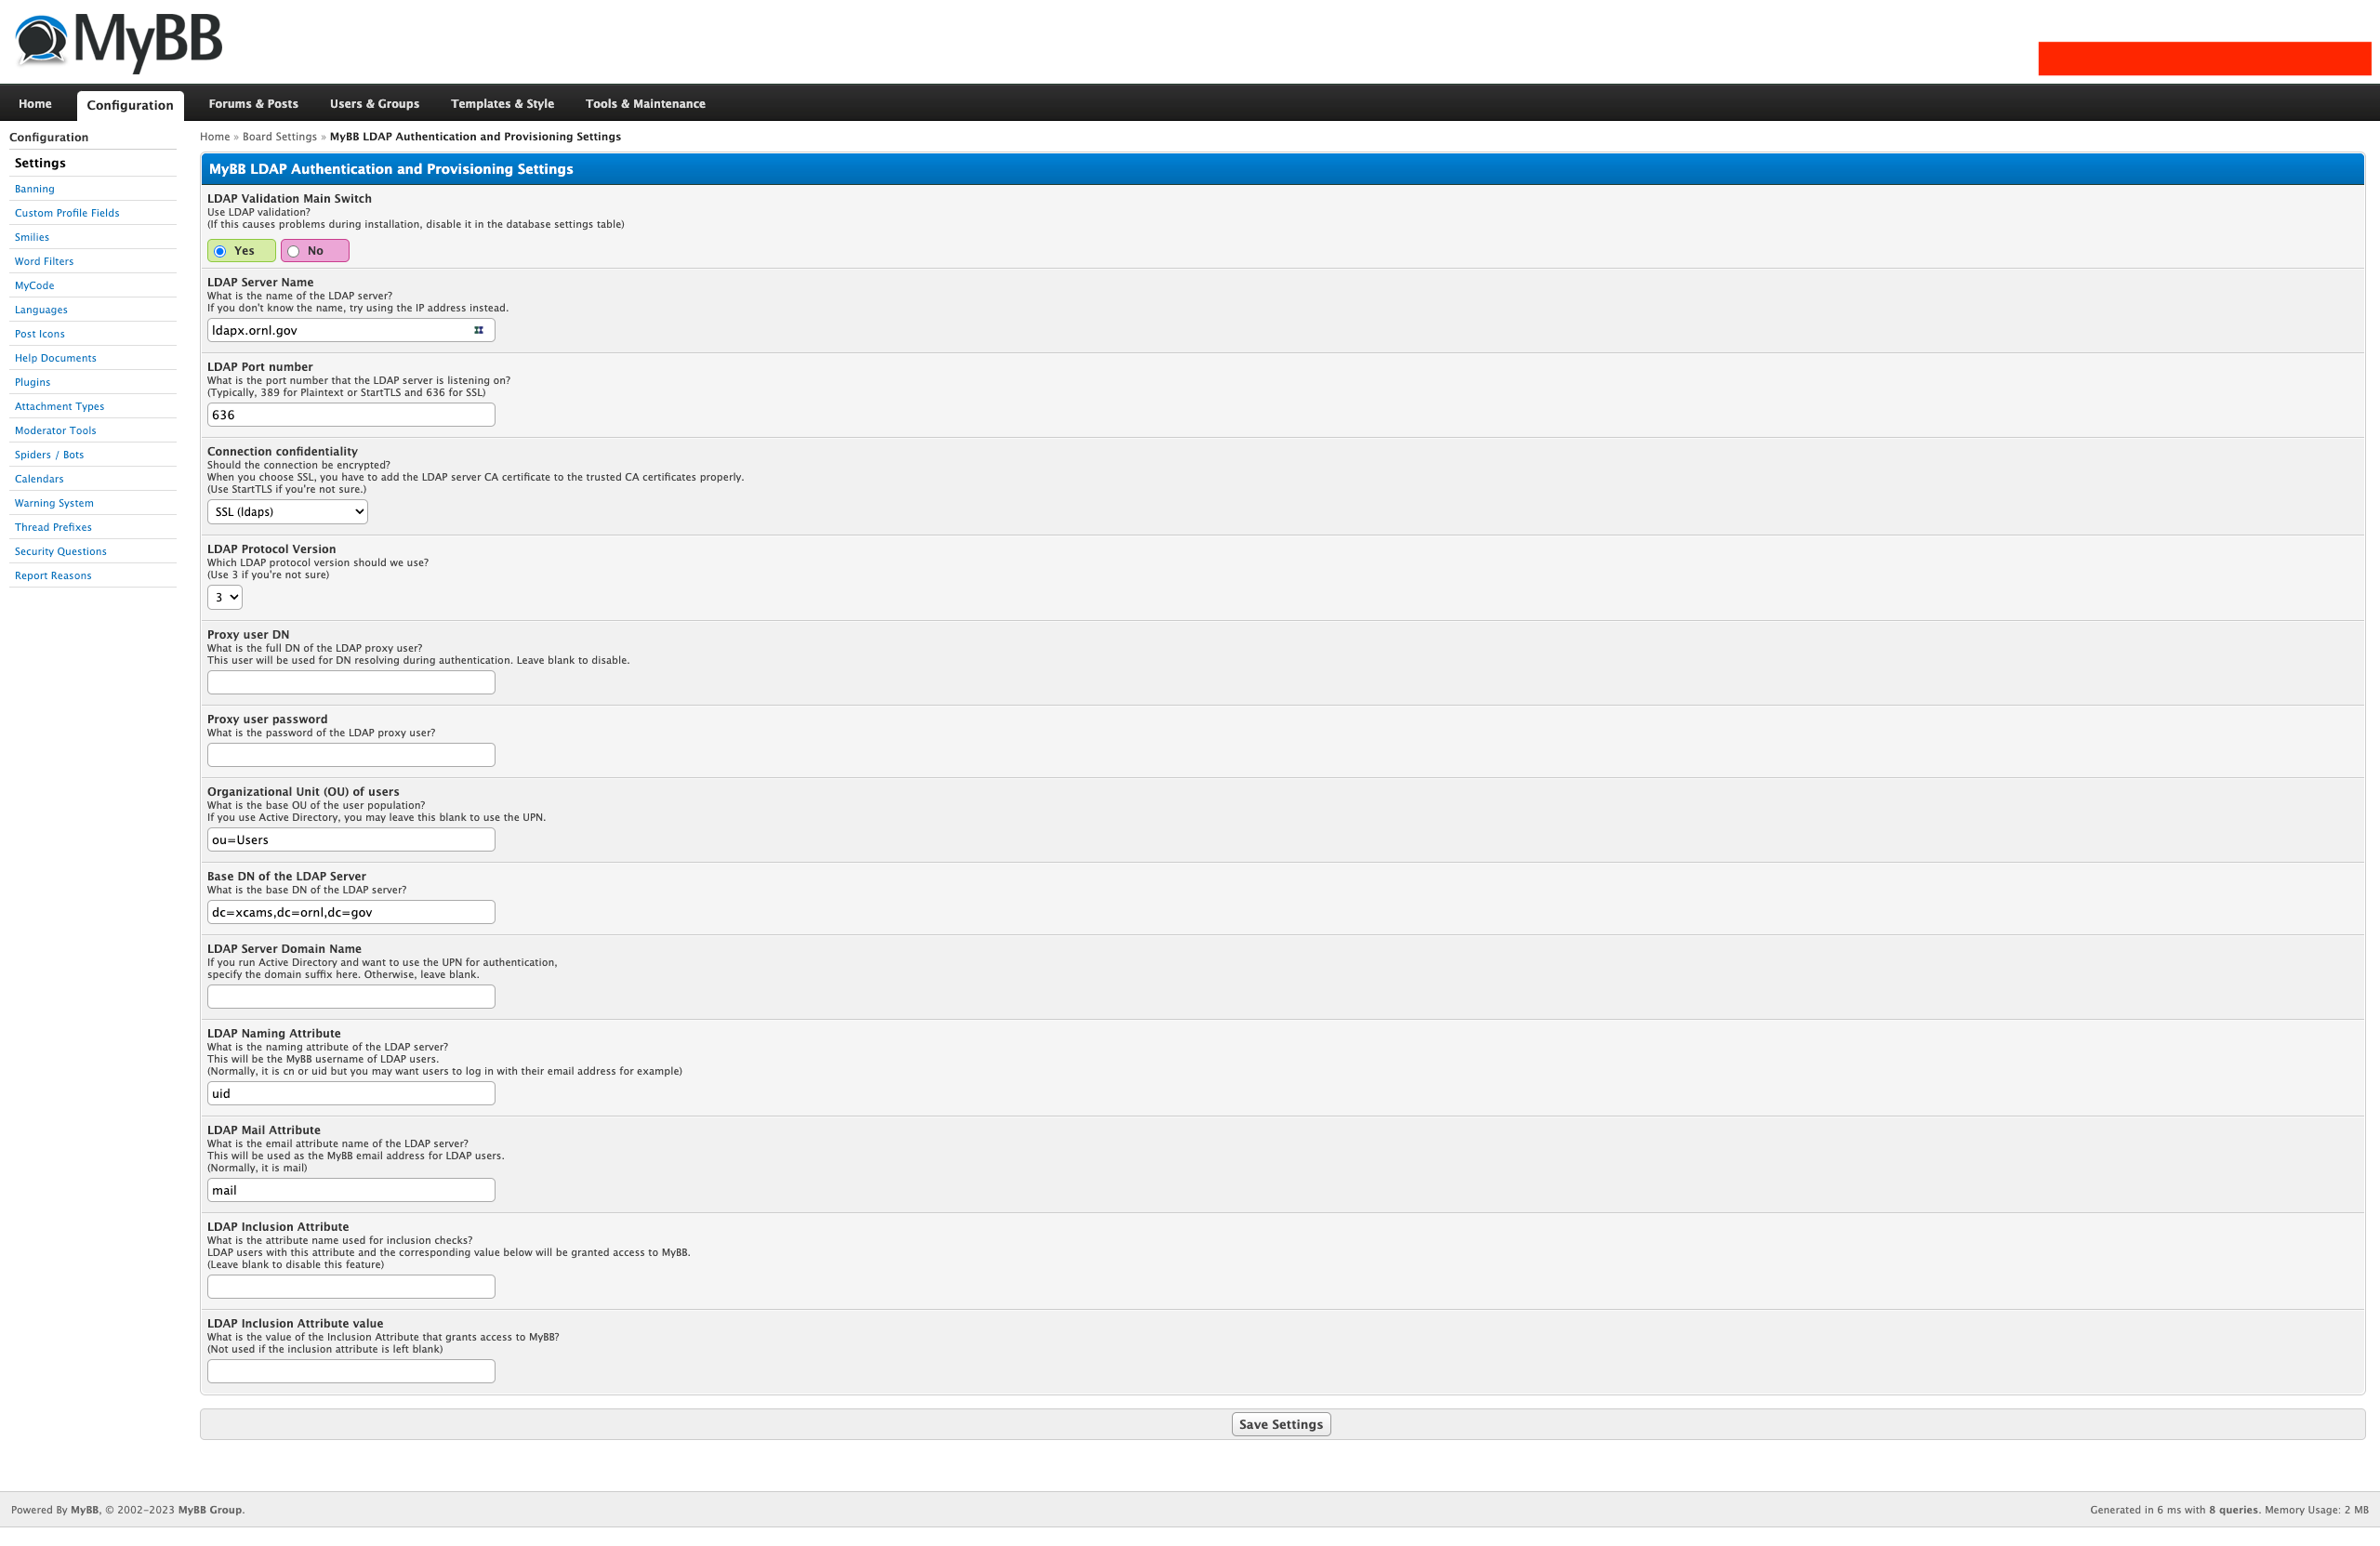 MyBB
Home Configuration Forums & Posts Users & Groups Templates & Style Tools & Maintenance
Configuration
Settings
Banning
Custom Profile Fields
Smilies
Word Filters
MyCode
Languages
Post Icons
Help Documents
Plugins
Attachment Types
Moderator Tools
Spiders / Bots
Calendars
Warning System
Thread Prefixes
Security Questions
Report Reasons
Home » Board Settings » MyBB LDAP Authentication and Provisioning Settings
MyBB LDAP Authentication and Provisioning Settings
LDAP Validation Main Switch
Use LDAP validation?
(If this causes problems during installation, disable it in the database settings table)
Yes No
LDAP Server Name
What is the name of the LDAP server?
If you don't know the name, try using the IP address instead.
ldapx.ornl.gov
LDAP Port number
What is the port number that the LDAP server is listening on?
(Typically, 389 for Plaintext or StartTLS and 636 for SSL)
636
Connection confidentiality
Should the connection be encrypted?
When you choose SSL, you have to add the LDAP server CA certificate to the trusted CA certificates properly.
(Use StartTLS if you're not sure.)
SSL (ldaps)
LDAP Protocol Version
Which LDAP protocol version should we use?
(Use 3 if you're not sure)
3
Proxy user DN
What is the full DN of the LDAP proxy user?
This user will be used for DN resolving during authentication. Leave blank to disable.
Proxy user password
What is the password of the LDAP proxy user?
Organizational Unit (OU) of users
What is the base OU of the user population?
If you use Active Directory, you may leave this blank to use the UPN.
ou=Users
Base DN of the LDAP Server
What is the base DN of the LDAP server?
dc=xcams,dc=ornl,dc=gov
LDAP Server Domain Name
If you run Active Directory and want to use the UPN for authentication,
specify the domain suffix here. Otherwise, leave blank.
LDAP Naming Attribute
What is the naming attribute of the LDAP server?
This will be the MyBB username of LDAP users.
(Normally, it is cn or uid but you may want users to log in with their email address for example)
uid
LDAP Mail Attribute
What is the email attribute name of the LDAP server?
This will be used as the MyBB email address for LDAP users.
(Normally, it is mail)
mail
LDAP Inclusion Attribute
What is the attribute name used for inclusion checks?
LDAP users with this attribute and the corresponding value below will be granted access to MyBB.
(Leave blank to disable this feature)
LDAP Inclusion Attribute value
What is the value of the Inclusion Attribute that grants access to MyBB?
(Not used if the inclusion attribute is left blank)
Save Settings
Powered By MyBB, © 2002-2023 MyBB Group.
Generated in 6 ms with 8 queries. Memory Usage: 2 MB